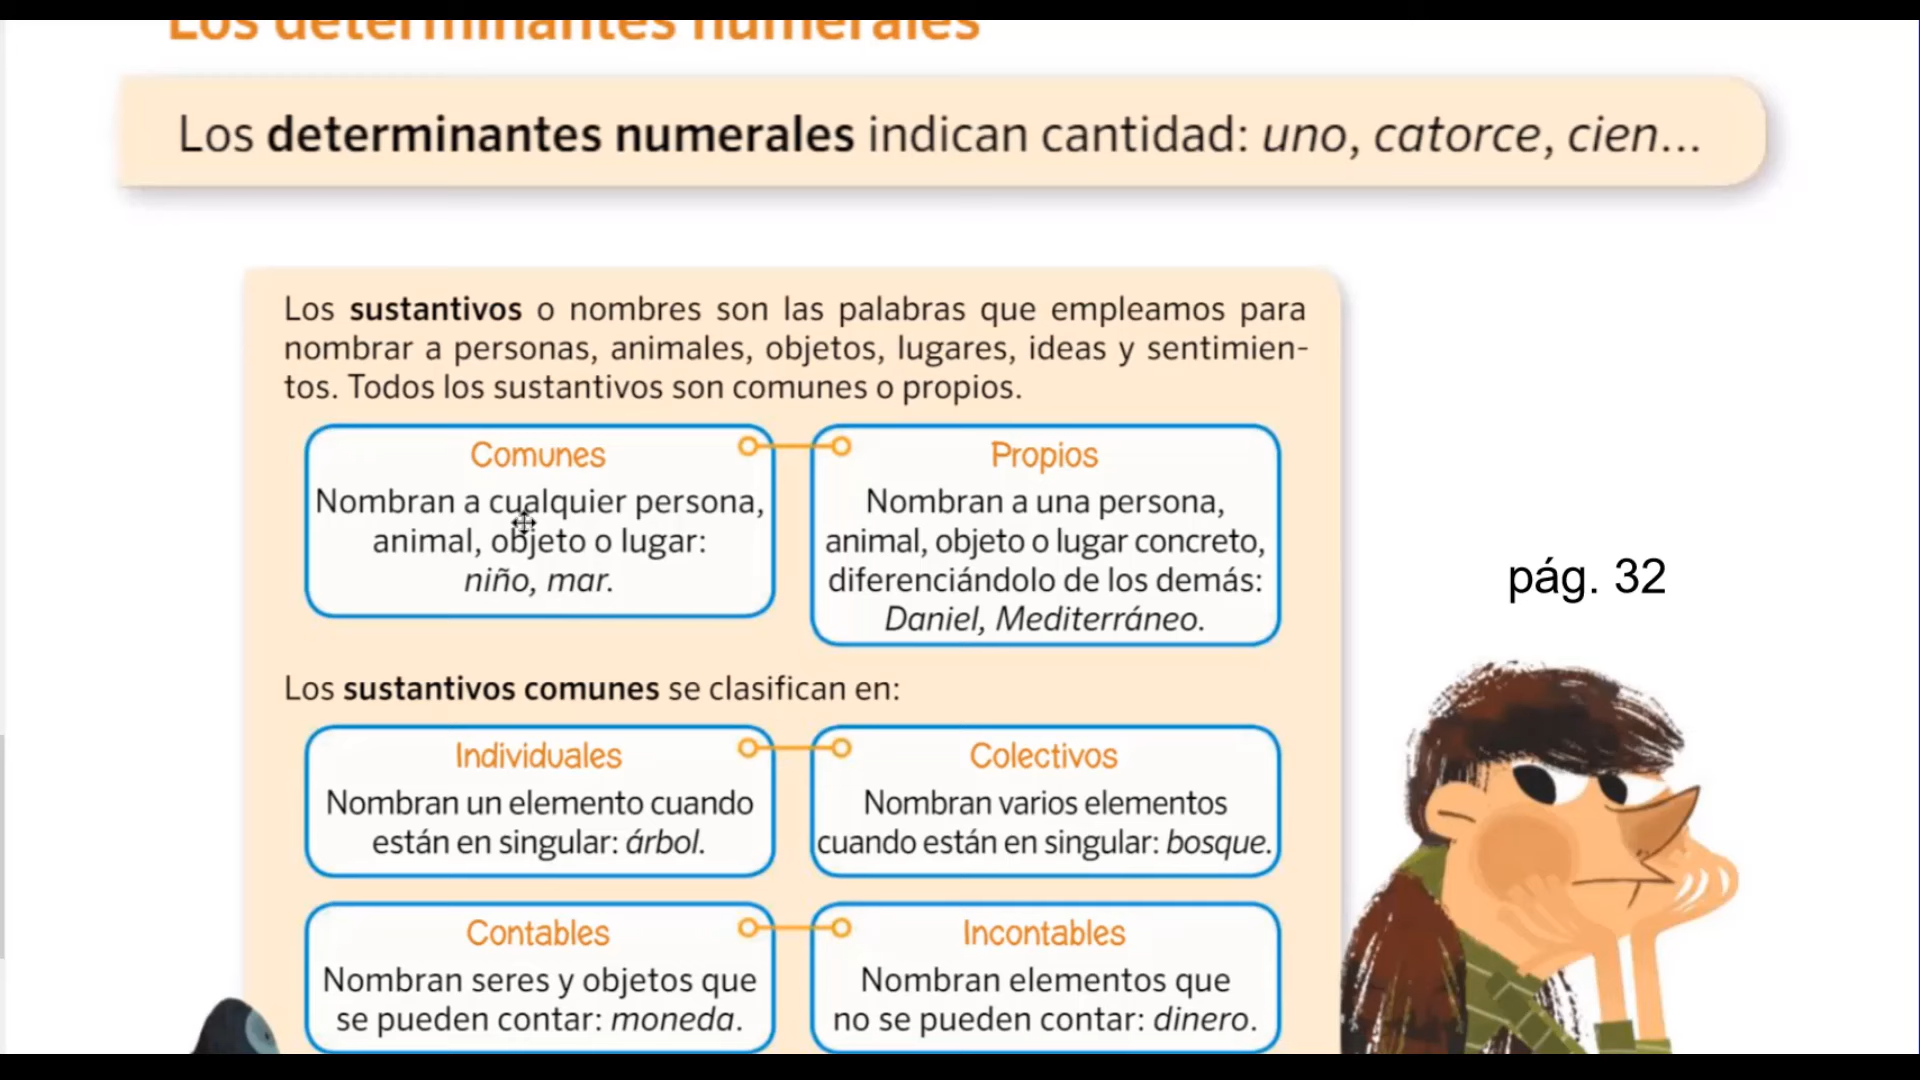 Los determinantes numerales
Los determinantes numerales indican cantidad: uno, catorce, cien...
Los sustantivos o nombres son las palabras que empleamos para
nombrar a personas, animales, objetos, lugares, ideas y sentimien-
tos. Todos los sustantivos son comunes o propios.
Comunes
Nombran a cualquier persona,
animal, objeto o lugar:
niño, mar.
Propios
Nombran a una persona,
animal, objeto o lugar concreto,
diferenciándolo de los demás:
Daniel, Mediterráneo.
pág. 32
Los sustantivos comunes se clasifican en:
Individuales
Nombran un elemento cuando
están en singular: árbol.
Colectivos
Nombran varios elementos
cuando están en singular: bosque.
Contables
Nombran seres y objetos que
se pueden contar: moneda.
Incontables
Nombran elementos que
no se pueden contar: dinero.